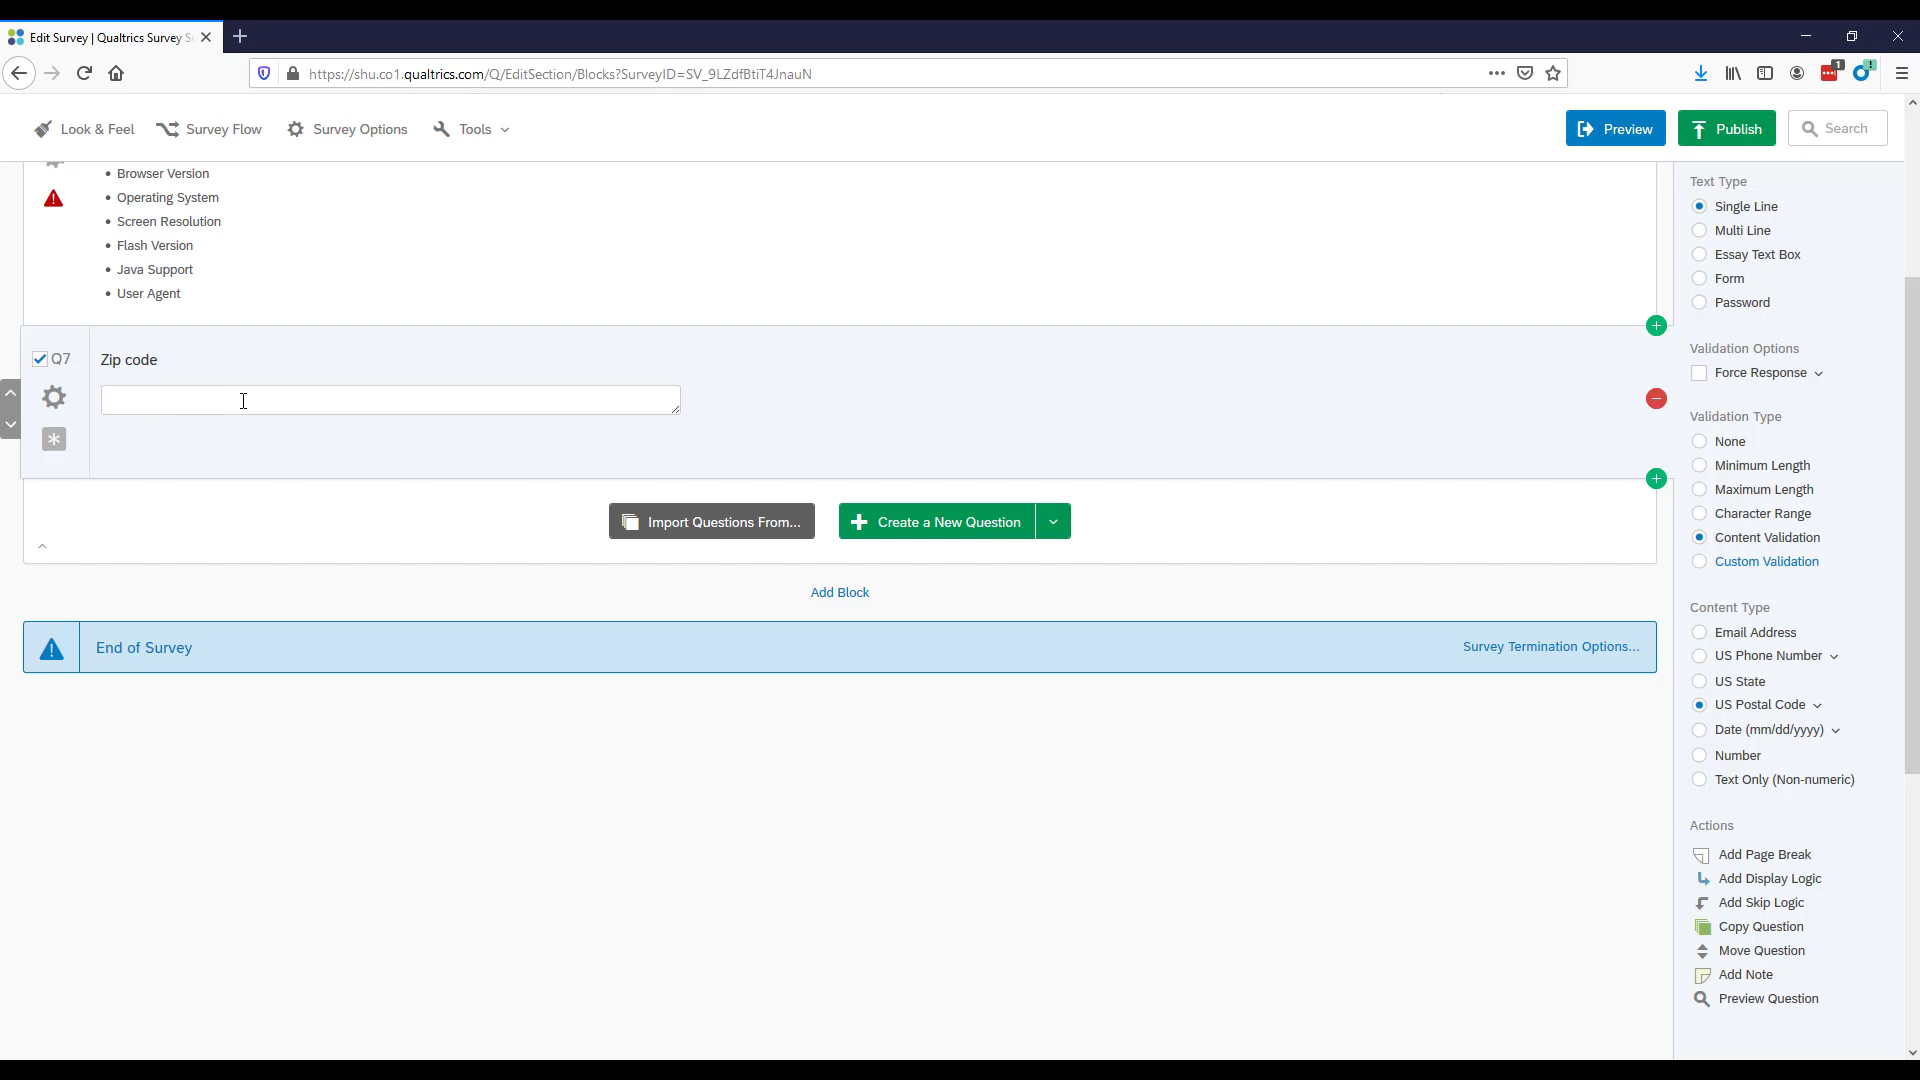 Edit Survey | Qualtrics Survey S
https://shu.co1.qualtrics.com/Q/EditSection/Blocks?SurveyID=SV_9LZdfBtiT4JnauN
1
!
Look & Feel
Survey Flow
Survey Options
Tools
Preview
Publish
Search
• Browser Version
• Operating System
• Screen Resolution
• Flash Version
• Java Support
• User Agent
Q7
Zip code
Import Questions From...
Create a New Question
Add Block
End of Survey
Survey Termination Options...
Text Type
Single Line
Multi Line
Essay Text Box
Form
Password
Validation Options
Force Response
Validation Type
None
Minimum Length
Maximum Length
Character Range
Content Validation
Custom Validation
Content Type
Email Address
US Phone Number
US State
US Postal Code
Date (mm/dd/yyyy)
Number
Text Only (Non-numeric)
Actions
Add Page Break
Add Display Logic
Add Skip Logic
Copy Question
Move Question
Add Note
Preview Question